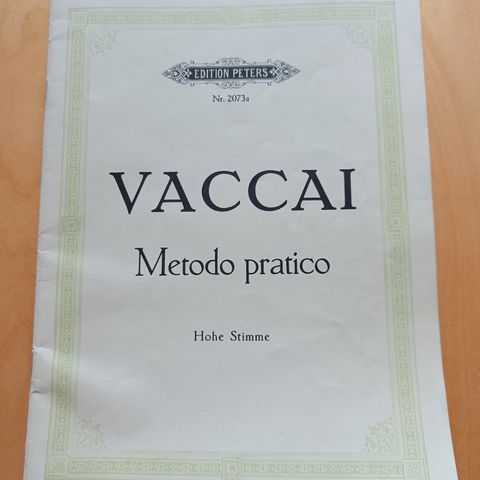 EDITION PETERS
Nr. 2073a
VACCAI
Metodo pratico
Hohe Stimme